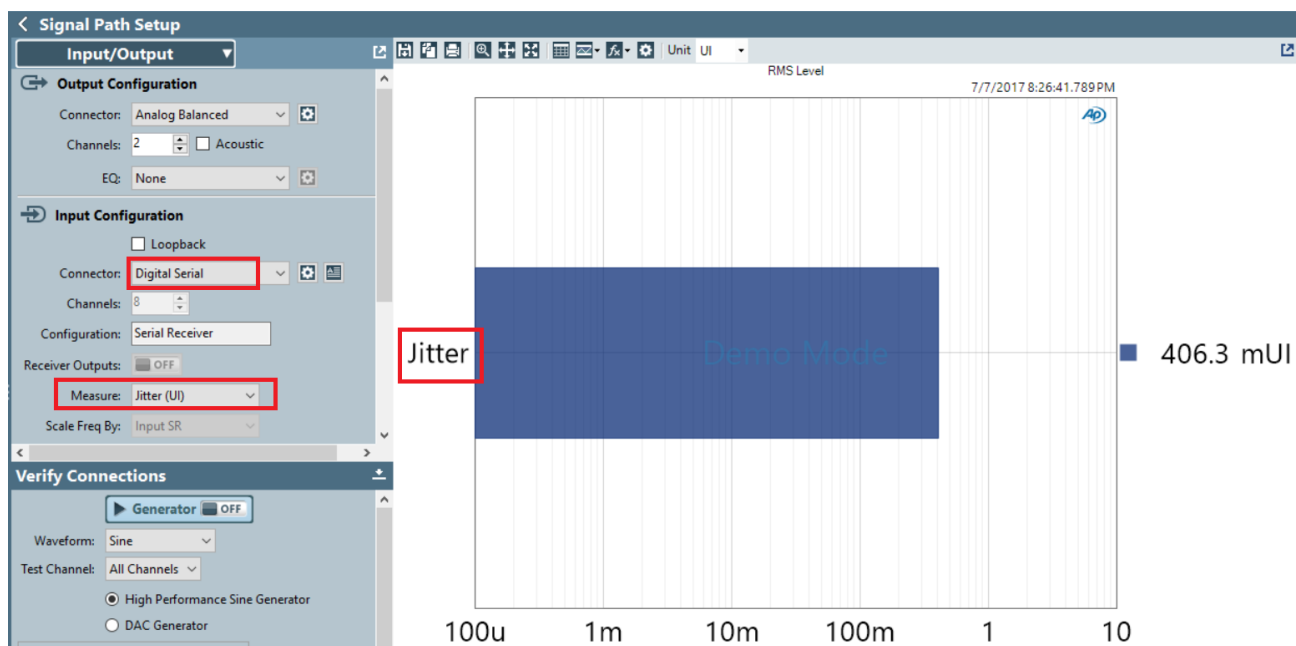 Signal Path Setup
Input/Output
Output Configuration
Connector: Analog Balanced
Channels: 2 Acoustic
EQ: None
Input Configuration
Loopback
Connector: Digital Serial
Channels: 8
Configuration: Serial Receiver
Receiver Outputs: OFF
Measure: Jitter (UI)
Scale Freq By: Input SR
Verify Connections
Generator OFF
Waveform: Sine
Test Channel: All Channels
High Performance Sine Generator
DAC Generator
Unit UI
RMS Level
7/7/2017 8:26:41.789 PM
AP
Jitter
Demo Mode
406.3 mUI
100u 1m 10m 100m 1 10